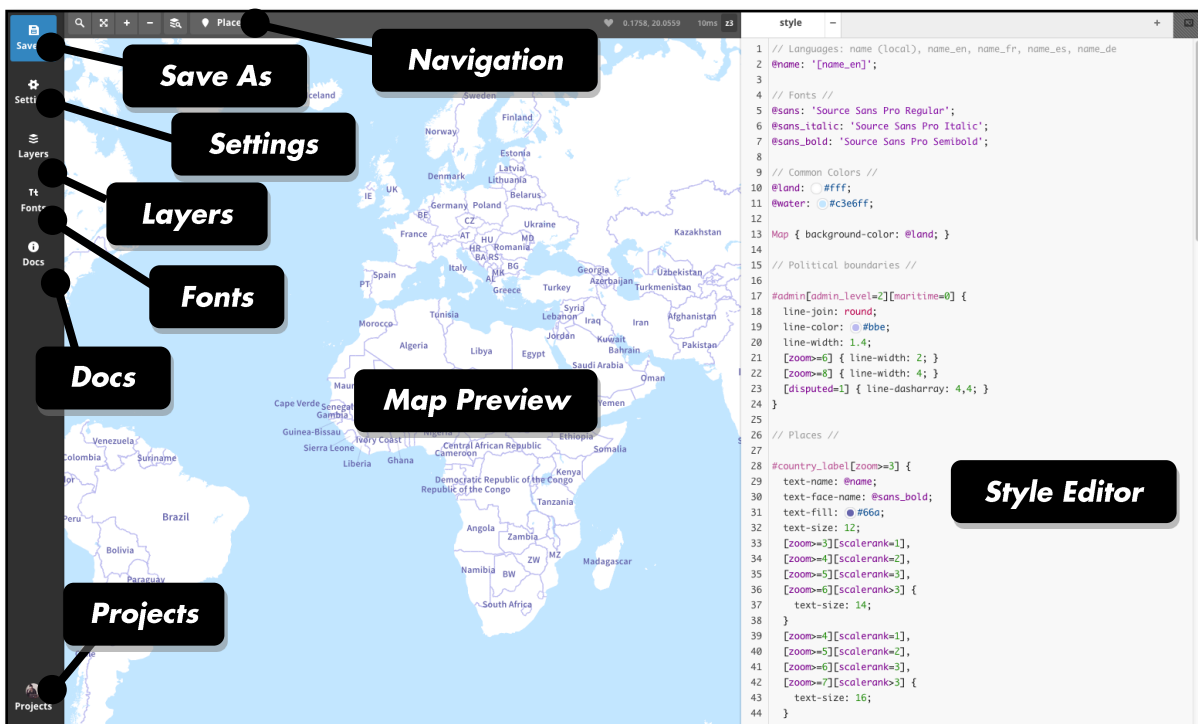 Save
Settin
Layers
Fonts
Docs
Projects
Place
0.1758, 20.0559
10ms
z3
Save As
Navigation
Settings
Layers
Fonts
Docs
Map Preview
Projects
Style Editor
celand
Sweden
Finland
Norway
Estonia
Latvia
Lithuania
Denmark
UK
IE
Belarus
Germany
Poland
BE
CZ
Ukraine
Kazakhstan
France
AT
HU
MD
HR
Romania
BA
RS
Italy
BG
MK
AL
Greece
Spain
PT
Georgia
Azerbaijan
Uzbekistan
Turkmenistan
Turkey
Syria
Lebanon
Iraq
Iran
Afghanistan
Jordan
Kuwait
Bahrain
Pakistan
Morocco
Tunisia
Algeria
Libya
Egypt
Saudi Arabia
Oman
Yemen
Maur
Cape Verde
Senegal
Gambia
Guinea-Bissau
Sierra Leone
Ivory Coast
Liberia
Ghana
Nigeria
Central African Republic
Cameroon
Ethiopia
Somalia
Kenya
Democratic Republic of the Congo
Republic of the Congo
Tanzania
Angola
Zambia
MZ
ZW
Madagascar
Namibia
BW
South Africa
Venezuela
Colombia
Suriname
Peru
Brazil
Bolivia
Paraguay
style
1 // Languages: name (local), name_en, name_fr, name_es, name_de
2 @name: '[name_en]';
3
4 // Fonts //
5 @sans: 'Source Sans Pro Regular';
6 @sans_italic: 'Source Sans Pro Italic';
7 @sans_bold: 'Source Sans Pro Semibold';
8
9 // Common Colors //
10 @land: #fff;
11 @water: #c3e6ff;
12
13 Map { background-color: @land; }
14
15 // Political boundaries //
16
17 #admin[admin_level=2][maritime=0] {
18 line-join: round;
19 line-color: #bbe;
20 line-width: 1.4;
21 [zoom>=6] { line-width: 2; }
22 [zoom>=8] { line-width: 4; }
23 [disputed=1] { line-dasharray: 4,4; }
24 }
25
26 // Places //
27
28 #country_label[zoom>=3] {
29 text-name: @name;
30 text-face-name: @sans_bold;
31 text-fill: #66a;
32 text-size: 12;
33 [zoom>=3][scalerank=1],
34 [zoom>=4][scalerank=2],
35 [zoom>=5][scalerank=3],
36 [zoom>=6][scalerank>3] {
37 text-size: 14;
38 }
39 [zoom>=4][scalerank=1],
40 [zoom>=5][scalerank=2],
41 [zoom>=6][scalerank=3],
42 [zoom>=7][scalerank>3] {
43 text-size: 16;
44 }